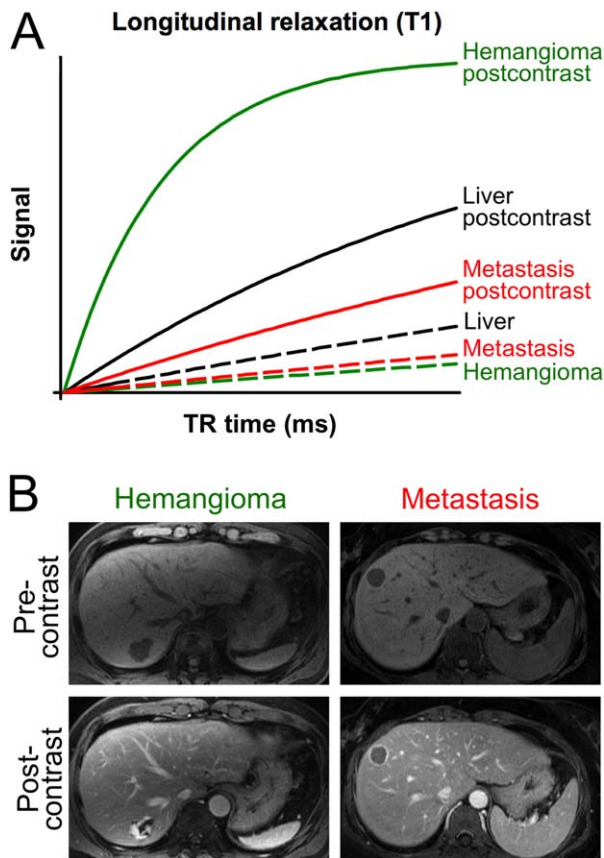 A
Longitudinal relaxation (T1)
Signal
Hemangioma
postcontrast
Liver
postcontrast
Metastasis
postcontrast
Liver
Metastasis
Hemangioma
TR time (ms)
B
Hemangioma
Metastasis
Pre-
contrast
Post-
contrast